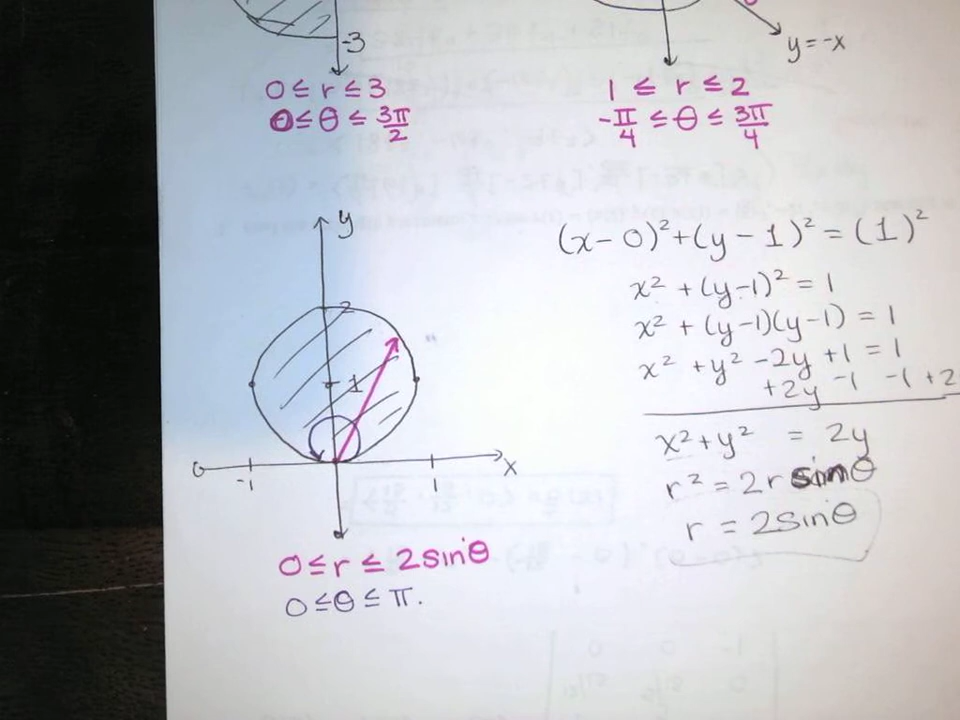 -3
y = -x
0 ≤ r ≤ 3
0 ≤ θ ≤ 3π/2
1 ≤ r ≤ 2
-π/4 ≤ θ ≤ 3π/4
y
2
1
-1
1
x
0 ≤ r ≤ 2sinθ
0 ≤ θ ≤ π.
(x - 0)² + (y - 1)² = (1)²
x² + (y-1)² = 1
x² + (y-1)(y-1) = 1
x² + y² - 2y + 1 = 1
+2y -1 -1 +2
x² + y² = 2y
r² = 2r sinθ
r = 2sinθ